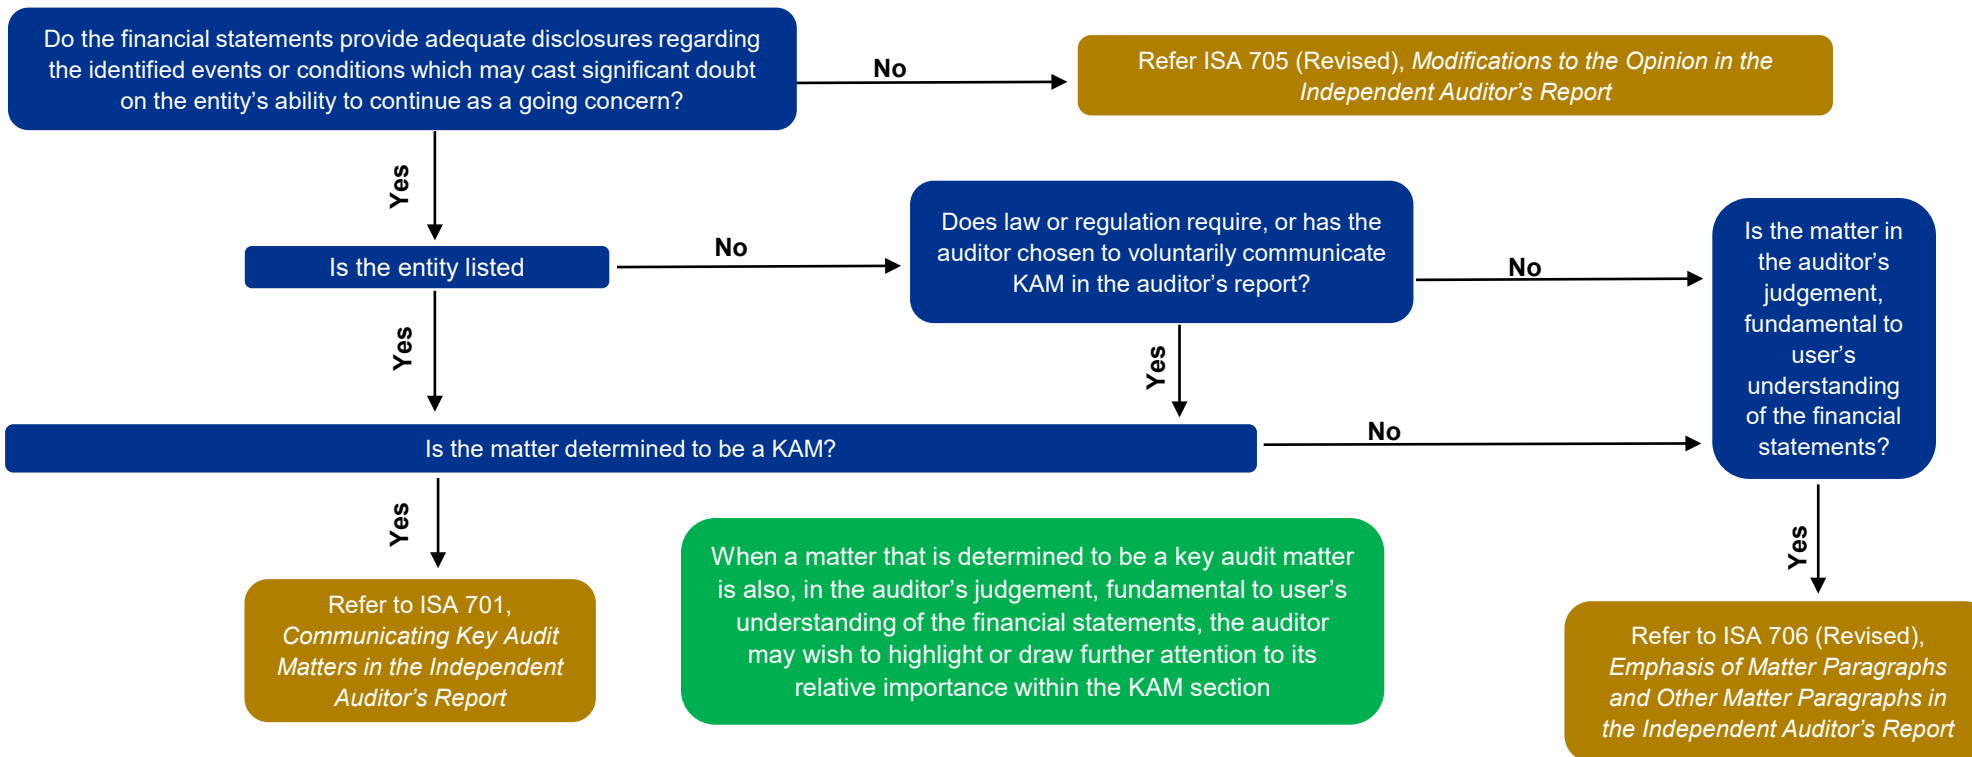 Do the financial statements provide adequate disclosures regarding
the identified events or conditions which may cast significant doubt
on the entity’s ability to continue as a going concern?
No
Refer ISA 705 (Revised), Modifications to the Opinion in the
Independent Auditor’s Report
Yes
Is the entity listed
No
Does law or regulation require, or has the
auditor chosen to voluntarily communicate
KAM in the auditor’s report?
No
Is the matter in
the auditor’s
judgement,
fundamental to
user’s
understanding
of the financial
statements?
Yes
Yes
Is the matter determined to be a KAM?
No
Yes
Yes
Refer to ISA 701,
Communicating Key Audit
Matters in the Independent
Auditor’s Report
When a matter that is determined to be a key audit matter
is also, in the auditor’s judgement, fundamental to user’s
understanding of the financial statements, the auditor
may wish to highlight or draw further attention to its
relative importance within the KAM section
Refer to ISA 706 (Revised),
Emphasis of Matter Paragraphs
and Other Matter Paragraphs in
the Independent Auditor’s Report